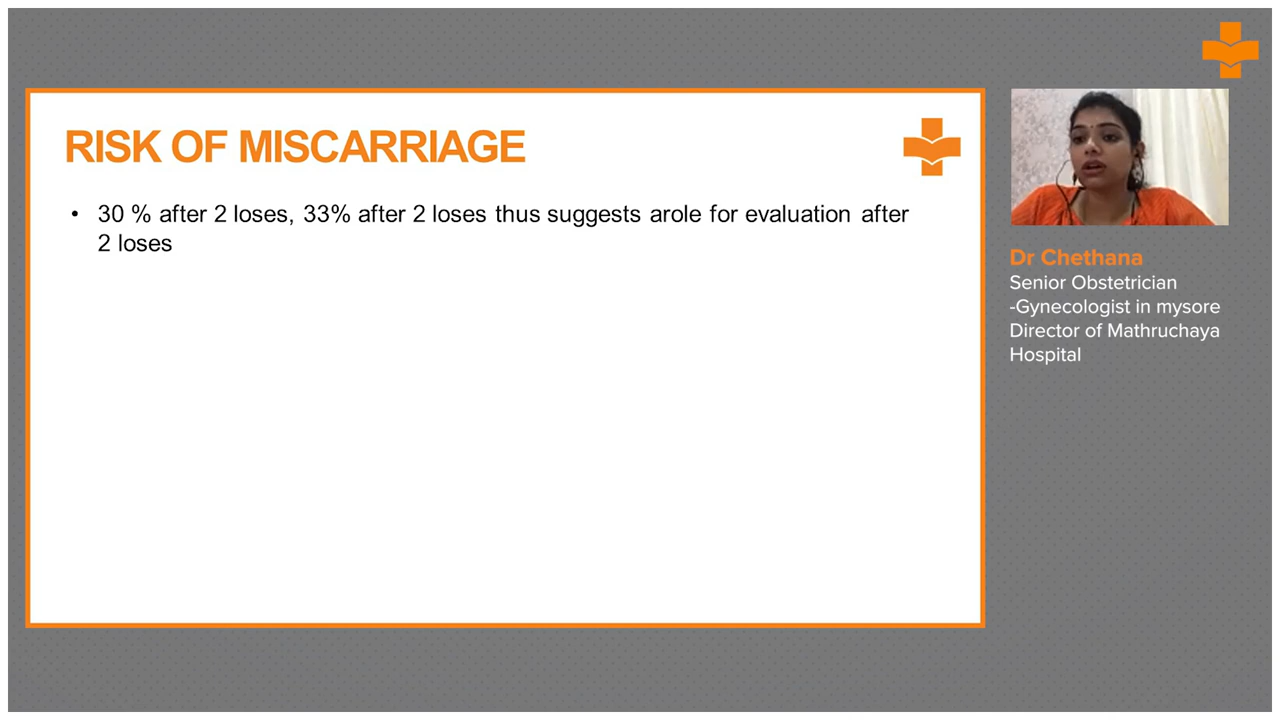 RISK OF MISCARRIAGE
• 30 % after 2 loses, 33% after 2 loses thus suggests arole for evaluation after
2 loses
Dr Chethana
Senior Obstetrician
-Gynecologist in mysore
Director of Mathruchaya
Hospital